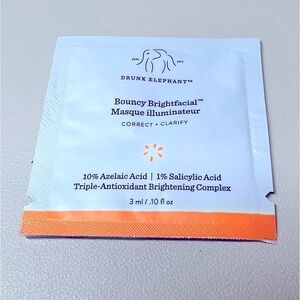 DRUNK ELEPHANT™
Bouncy Brightfacial™
Masque illuminateur
CORRECT + CLARIFY
10% Azelaic Acid | 1% Salicylic Acid
Triple-Antioxidant Brightening Complex
3 ml / .10 fl oz